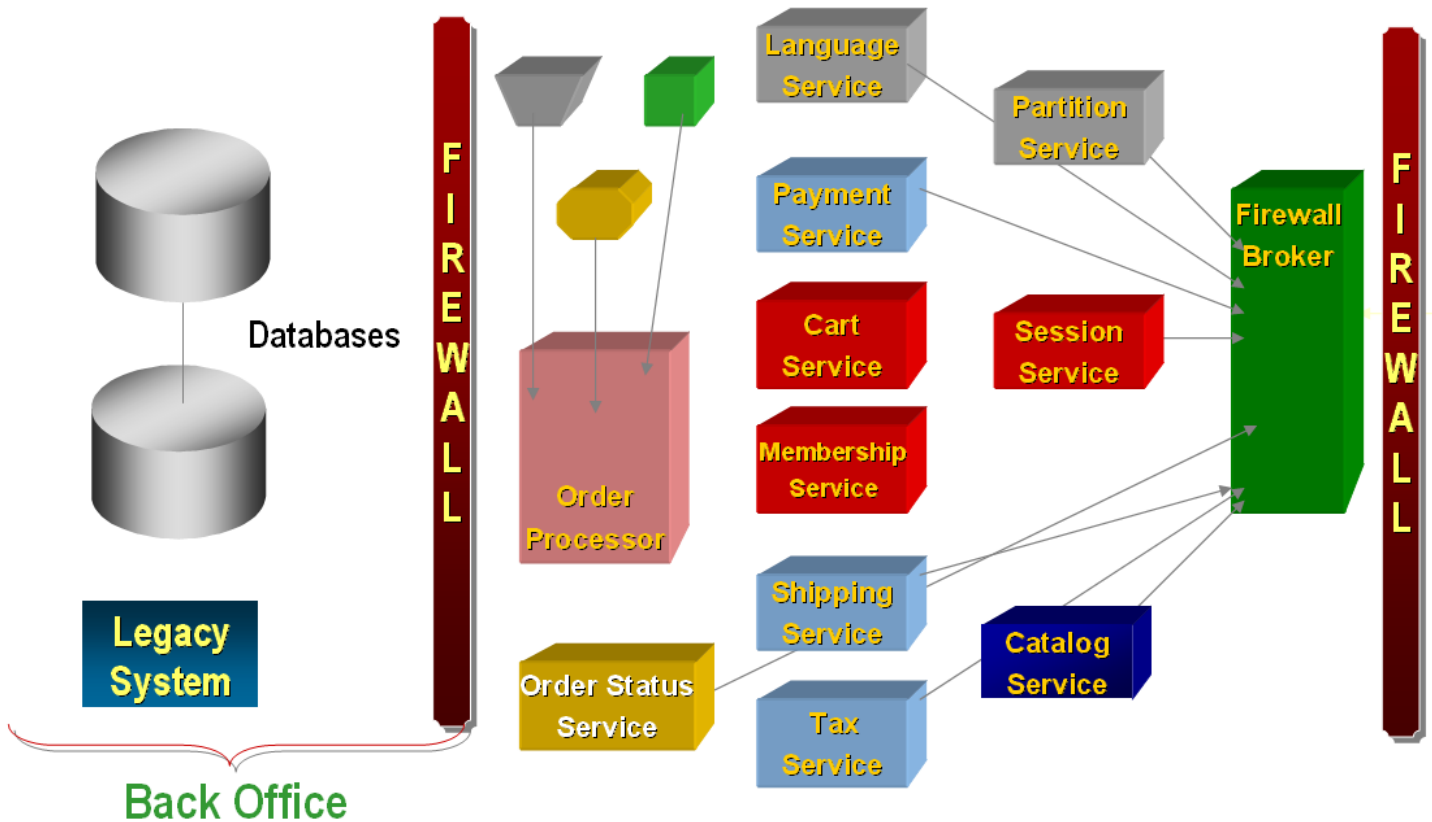 Language
Service
Partition
Service
FIREWALL
FIREWALL
Payment
Service
Firewall
Broker
Databases
Cart
Service
Session
Service
Membership
Service
Order
Processor
Shipping
Service
Legacy
System
Catalog
Service
Order Status
Service
Tax
Service
Back Office